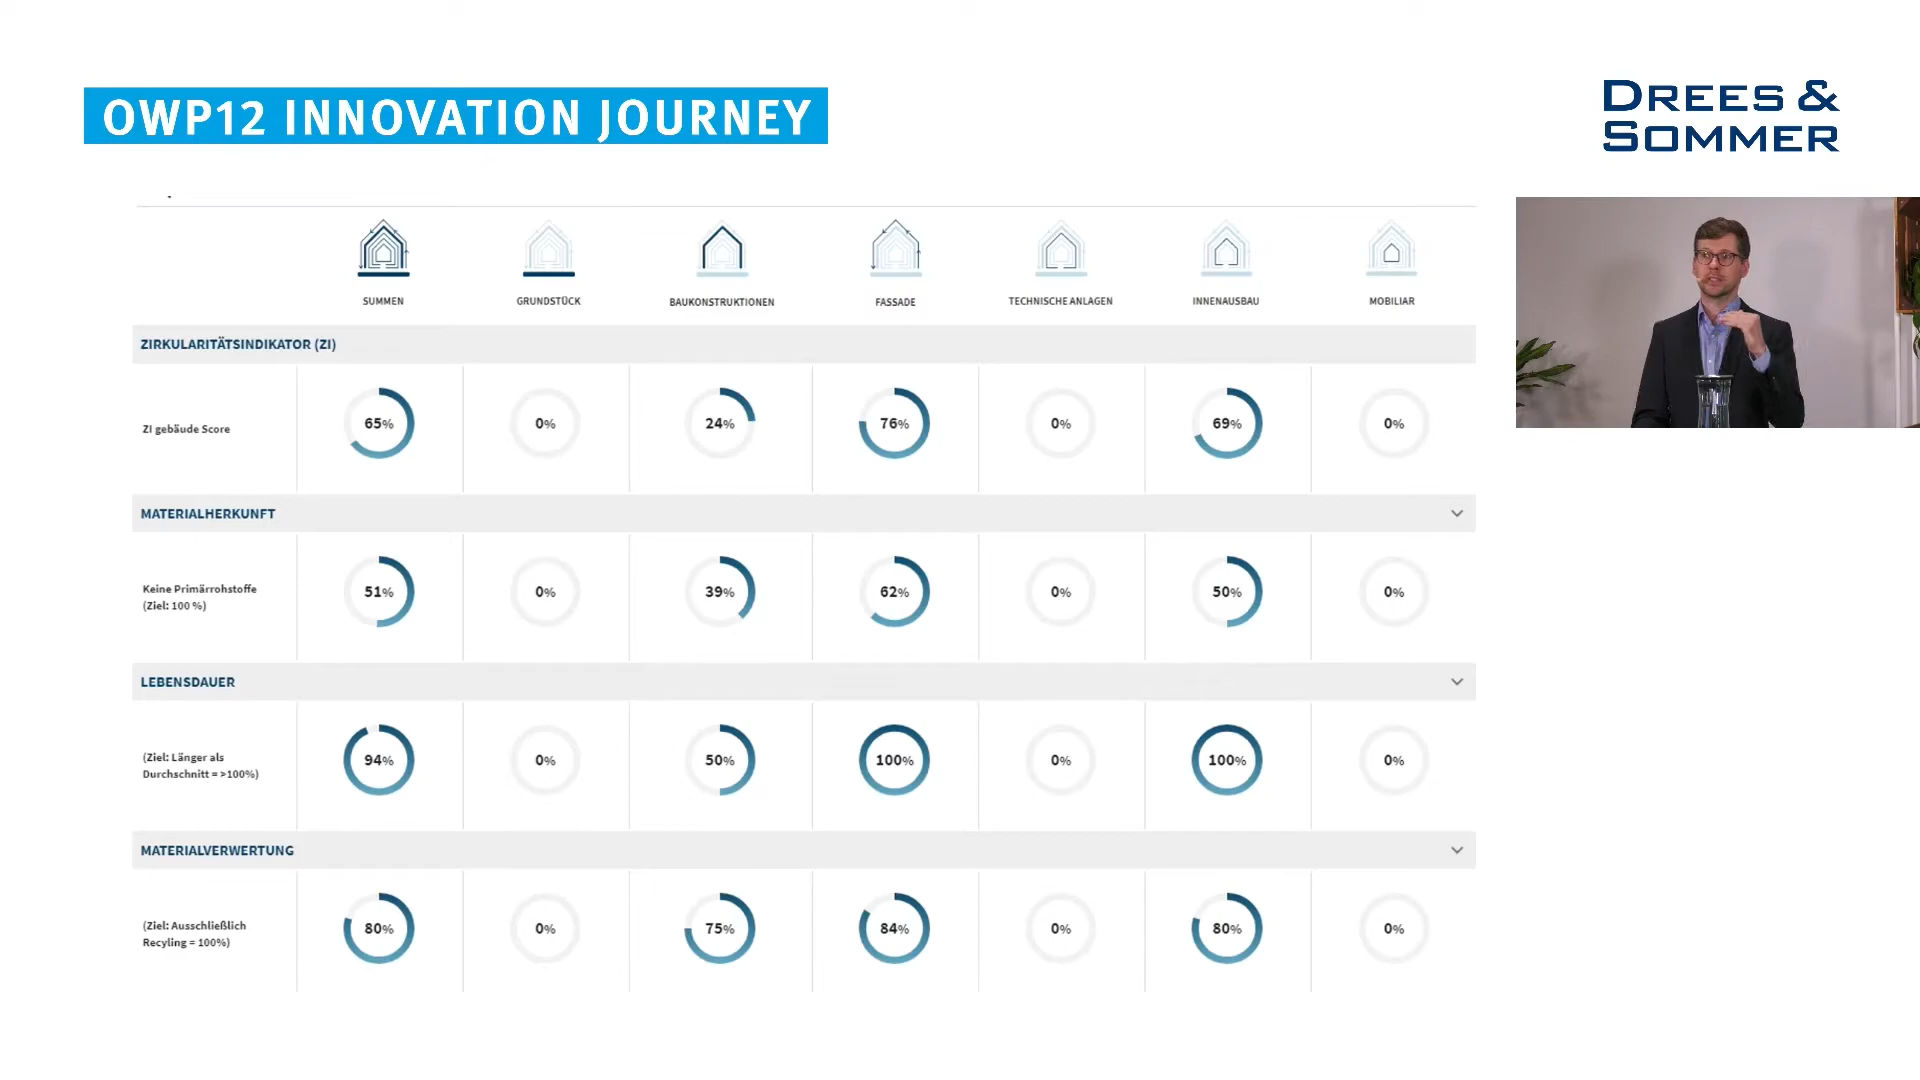 OWP12 INNOVATION JOURNEY
DREES &
SOMMER
SUMMEN
GRUNDSTÜCK
BAUKONSTRUKTIONEN
FASSADE
TECHNISCHE ANLAGEN
INNENAUSBAU
MOBILIAR
ZIRKULARITÄTSINDIKATOR (ZI)
ZI gebäude Score
65%
0%
24%
76%
0%
69%
0%
MATERIALHERKUNFT
Keine Primärrohstoffe
(Ziel: 100 %)
51%
0%
39%
62%
0%
50%
0%
LEBENSDAUER
(Ziel: Länger als
Durchschnitt = >100%)
94%
0%
50%
100%
0%
100%
0%
MATERIALVERWERTUNG
(Ziel: Ausschließlich
Recyling = 100%)
80%
0%
75%
84%
0%
80%
0%